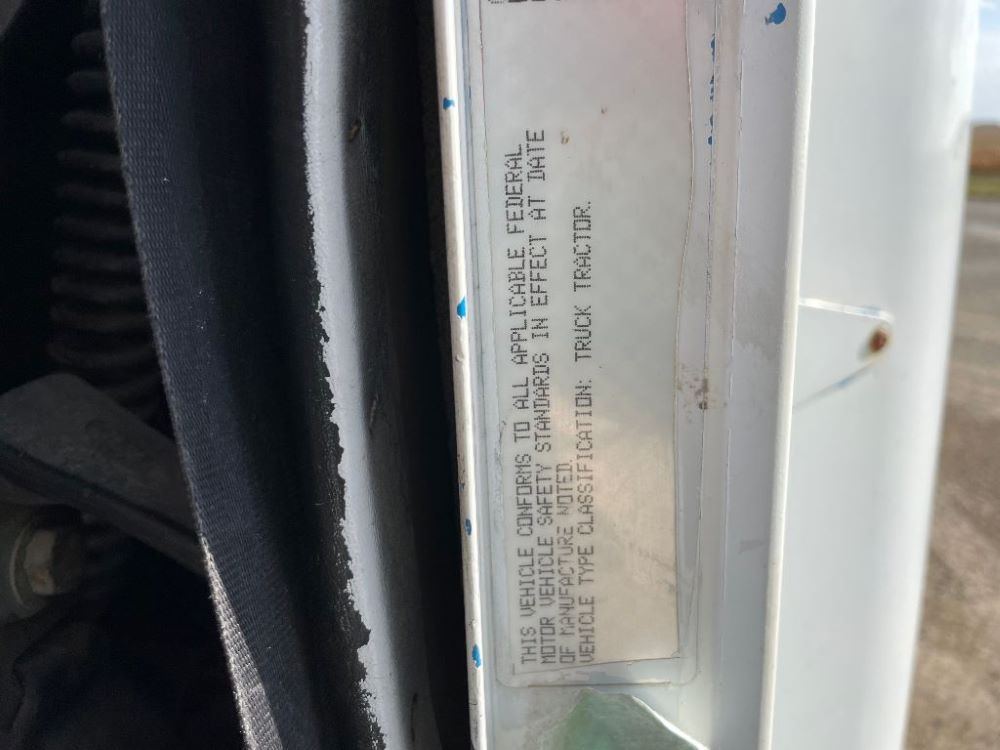 THIS VEHICLE CONFORMS TO ALL APPLICABLE FEDERAL
MOTOR VEHICLE SAFETY STANDARDS IN EFFECT AT DATE
OF MANUFACTURE NOTED.
VEHICLE TYPE CLASSIFICATION: TRUCK TRACTOR.